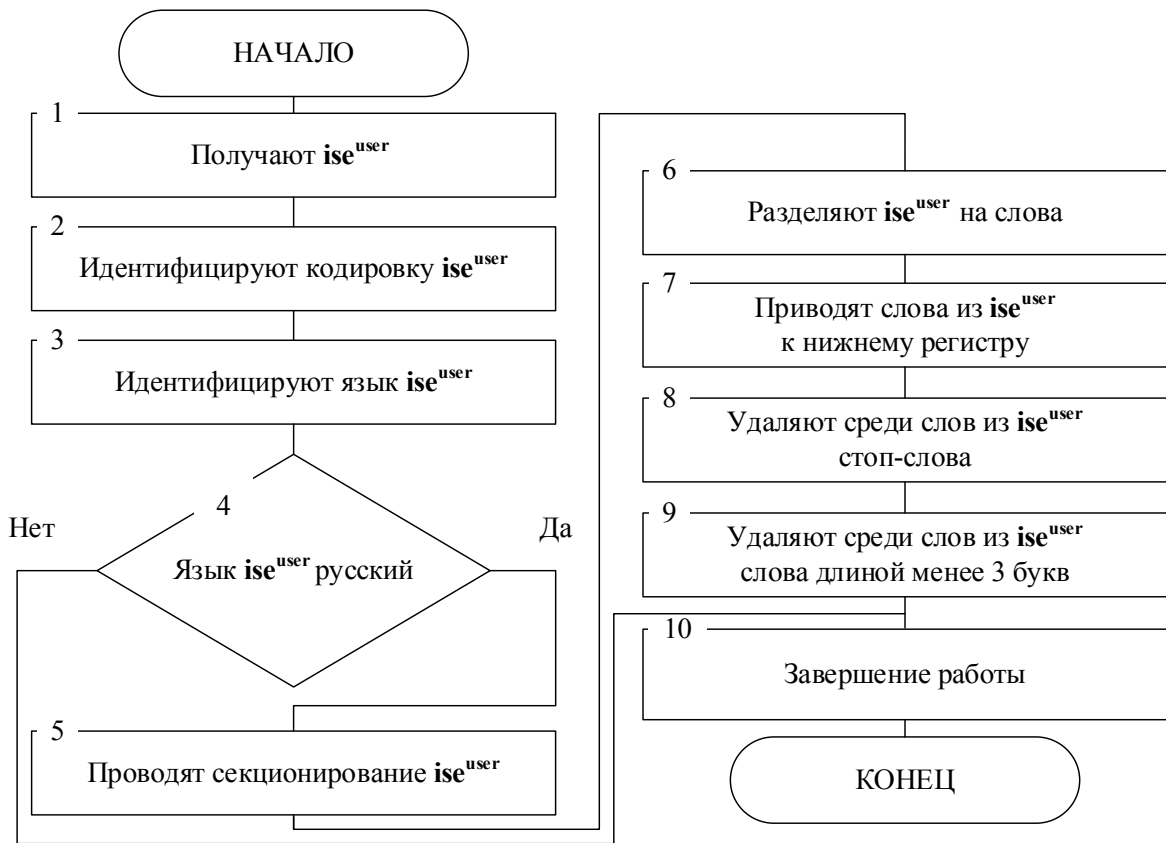 НАЧАЛО
1
Получают ise^user
2
Идентифицируют кодировку ise^user
3
Идентифицируют язык ise^user
4
Нет
Да
Язык ise^user русский
5
Проводят секционирование ise^user
6
Разделяют ise^user на слова
7
Приводят слова из ise^user
к нижнему регистру
8
Удаляют среди слов из ise^user
стоп-слова
9
Удаляют среди слов из ise^user
слова длиной менее 3 букв
10
Завершение работы
КОНЕЦ